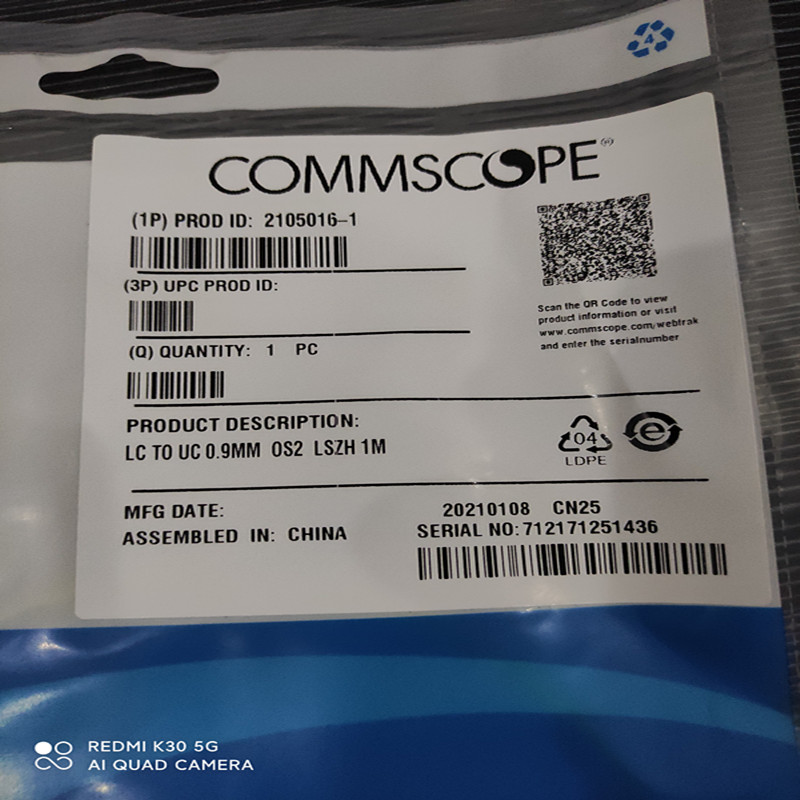 4
COMMSCOPE®
(1P) PROD ID: 2105016-1
(3P) UPC PROD ID:
(Q) QUANTITY: 1 PC
Scan the QR Code to view
product information or visit
www.commscope.com/webtrak
and enter the serialnumber
PRODUCT DESCRIPTION:
LC TO UC 0.9MM OS2 LSZH 1M
04
e
LDPE
MFG DATE: 20210108 CN25
ASSEMBLED IN: CHINA SERIAL NO: 712171251436
REDMI K30 5G
AI QUAD CAMERA